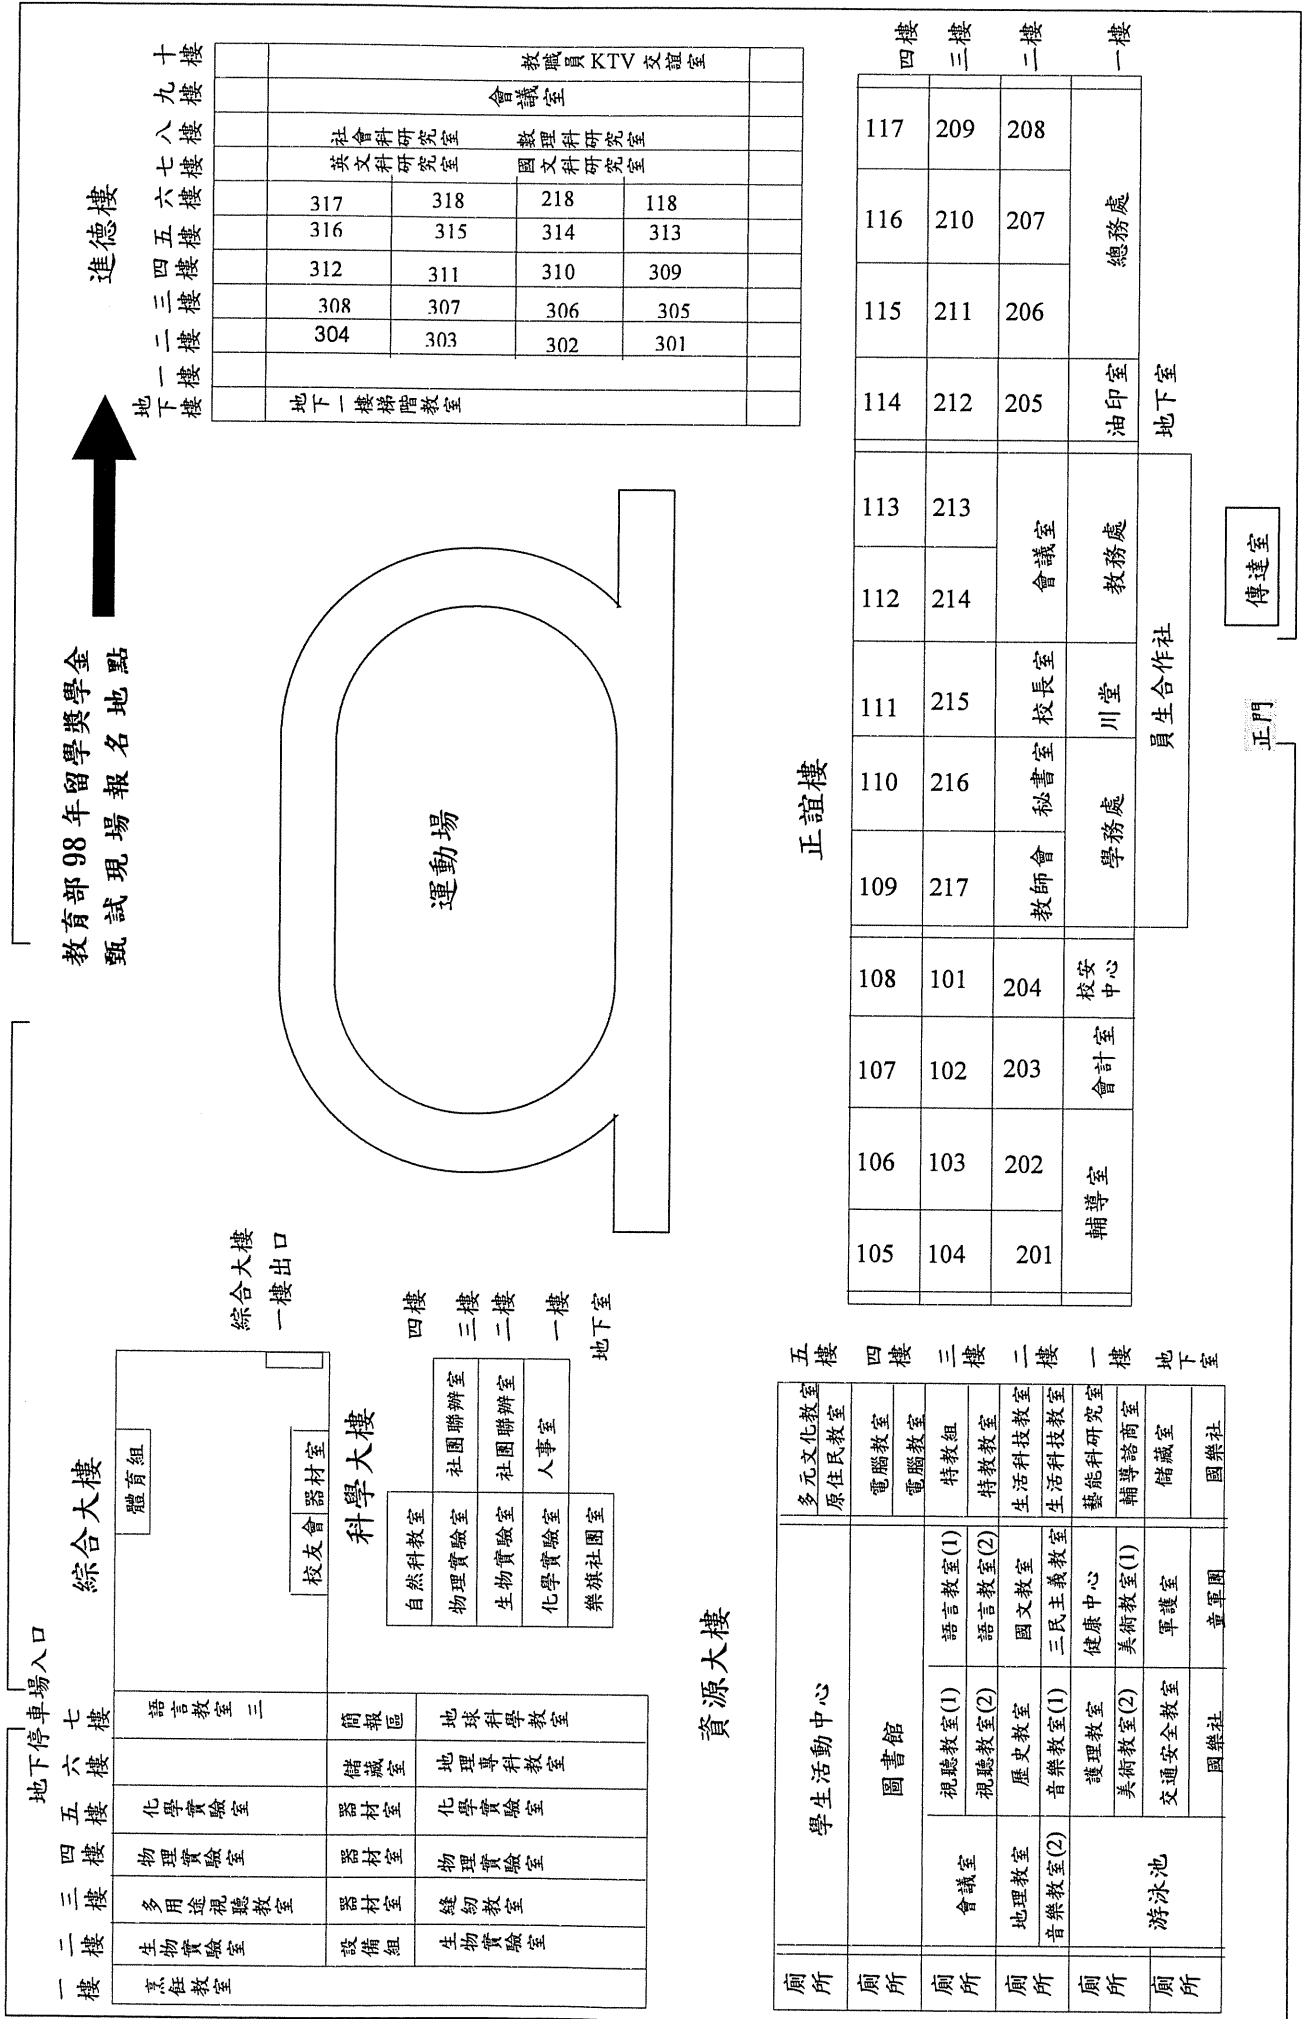 教育部98年留學獎學金
甄試現場報名地點
進德樓
十樓
教職員KTV交誼室
九樓
會議室
八樓
社會科研究室
數理科研究室
七樓
英文科研究室
國文科研究室
六樓
317
318
218
118
五樓
316
315
314
313
四樓
312
311
310
309
三樓
308
307
306
305
二樓
304
303
302
301
一樓
地下樓
地下一樓梯階教室
運動場
綜合大樓
地下停車場入口
體育組
校友會
器材室
綜合大樓
一樓出口
七樓
語言教室三
簡報區
地球科學教室
六樓
儲藏室
地理專科教室
五樓
化學實驗室
器材室
化學實驗室
四樓
物理實驗室
器材室
物理實驗室
三樓
多用途視聽教室
器材室
縫紉教室
二樓
生物實驗室
設備組
生物實驗室
一樓
烹飪教室
科學大樓
自然科教室
四樓
物理實驗室
社團聯辦室
三樓
生物實驗室
社團聯辦室
二樓
化學實驗室
人事室
一樓
樂旗社團室
地下室
正誼樓
105
106
107
108
109
110
111
112
113
114
115
116
117
四樓
104
103
102
101
217
216
215
214
213
212
211
210
209
三樓
201
202
203
204
教師會
秘書室
校長室
會議室
205
206
207
208
二樓
輔導室
會計室
校安中心
學務處
川堂
教務處
油印室
總務處
一樓
員生合作社
地下室
正門
傳達室
資源大樓
廁所
學生活動中心
多元文化教室
原住民教室
五樓
廁所
圖書館
電腦教室
電腦教室
四樓
廁所
會議室
視聽教室(1)
語言教室(1)
特教組
視聽教室(2)
語言教室(2)
特教教室
三樓
廁所
地理教室
歷史教室
國文教室
生活科技教室
音樂教室(2)
音樂教室(1)
三民主義教室
生活科技教室
二樓
廁所
游泳池
護理教室
健康中心
藝能科研究室
美術教室(2)
美術教室(1)
輔導諮商室
一樓
廁所
交通安全教室
軍護室
儲藏室
國樂社
童軍團
國樂社
地下室